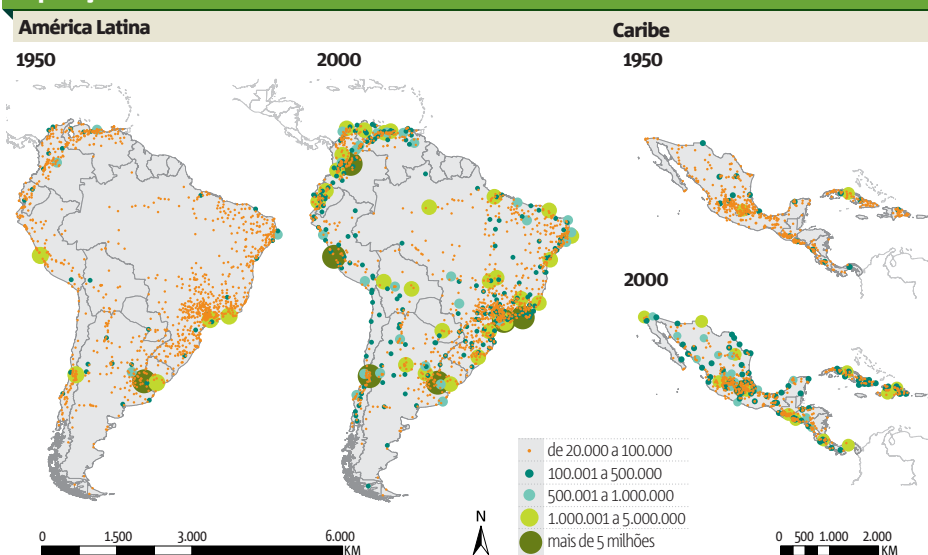 América Latina
Caribe
1950
2000
1950
2000
de 20.000 a 100.000
100.001 a 500.000
500.001 a 1.000.000
1.000.001 a 5.000.000
mais de 5 milhões
N
0 1.500 3.000 6.000
KM
0 500 1.000 2.000
KM